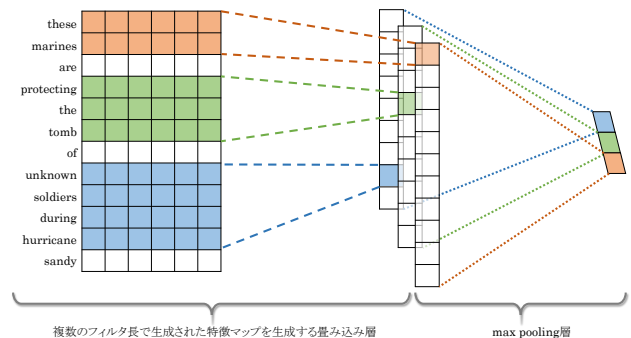 these
marines
are
protecting
the
tomb
of
unknown
soldiers
during
hurricane
sandy
複数のフィルタ長で生成された特徴マップを生成する畳み込み層
max pooling層